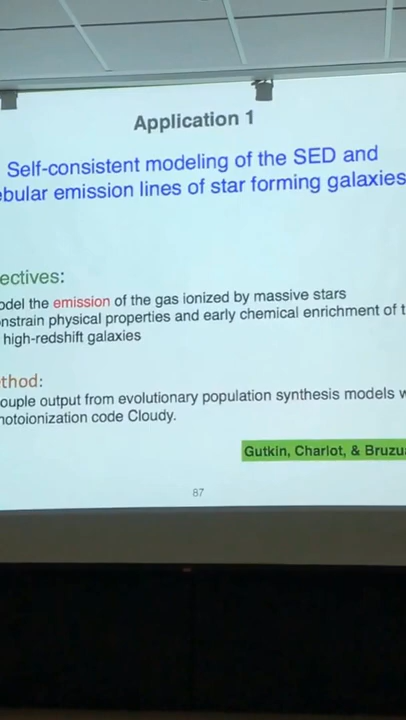 Application 1
Self-consistent modeling of the SED and
ebular emission lines of star forming galaxies
ectives:
odel the emission of the gas ionized by massive stars
nstrain physical properties and early chemical enrichment of t
high-redshift galaxies
thod:
ouple output from evolutionary population synthesis models w
hotoionization code Cloudy.
Gutkin, Charlot, & Bruzu
87